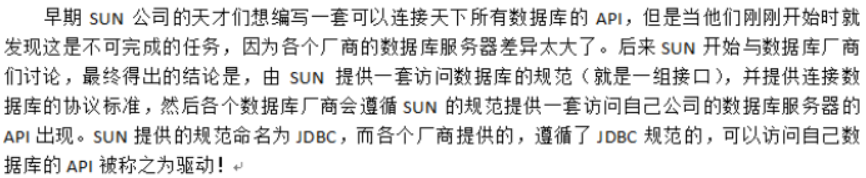 早期 SUN 公司的天才们想编写一套可以连接天下所有数据库的 API，但是当他们刚刚开始时就
发现这是不可完成的任务，因为各个厂商的数据库服务器差异太大了。后来 SUN 开始与数据库厂商
们讨论，最终得出的结论是，由 SUN 提供一套访问数据库的规范（就是一组接口），并提供连接数
据库的协议标准，然后各个数据库厂商会遵循 SUN 的规范提供一套访问自己公司的数据库服务器的
API 出现。SUN 提供的规范命名为 JDBC，而各个厂商提供的，遵循了 JDBC 规范的，可以访问自己数
据库的 API 被称之为驱动！↵